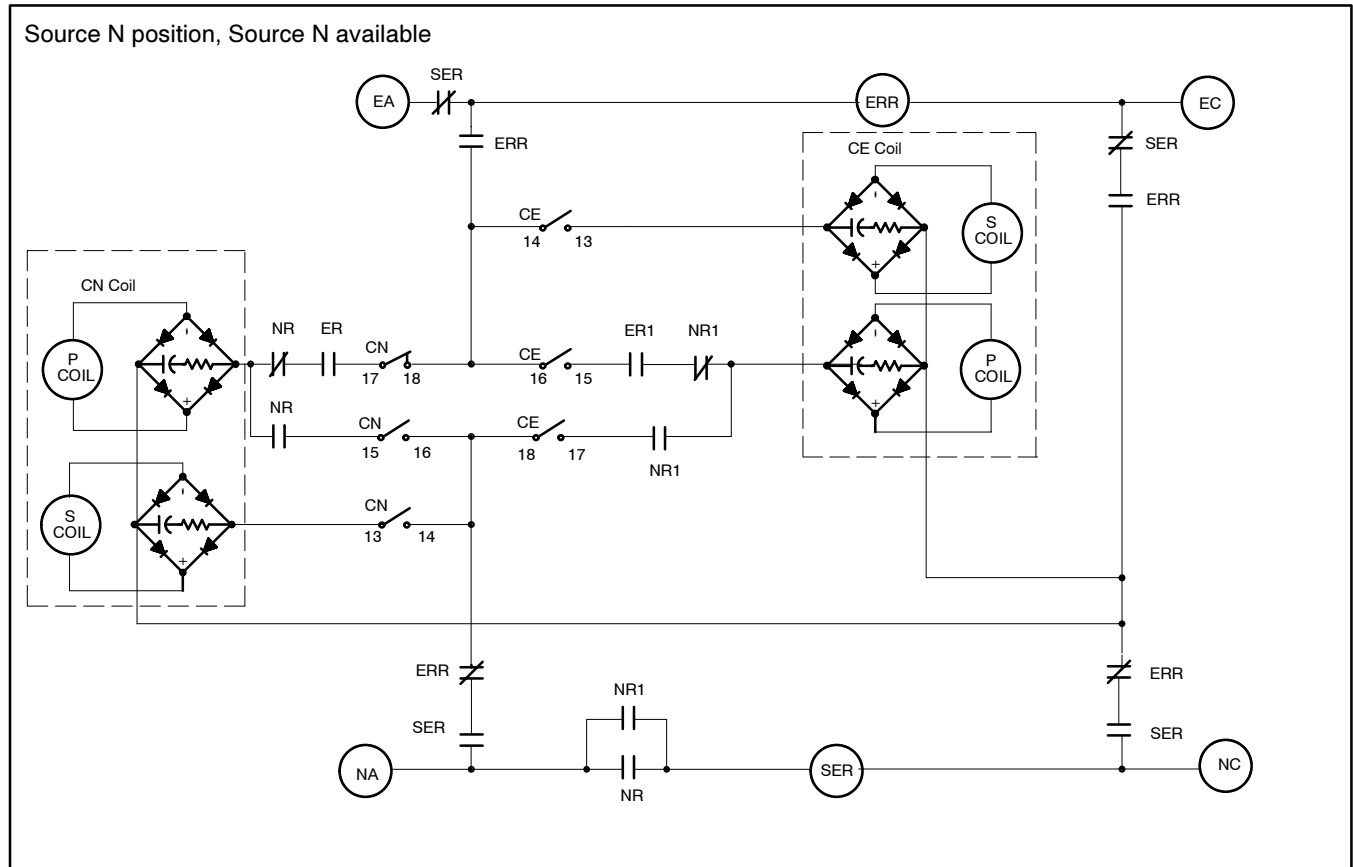 Source N position, Source N available
SER
EA
ERR
EC
ERR
CE Coil
SER
ERR
CE
14 13
S
COIL
CN Coil
NR ER CN
17 18
CE
16 15
ER1 NR1
P
COIL
P
COIL
NR
CN
15 16
CE
18 17
NR1
S
COIL
CN
13 14
ERR
SER
NR1
ERR
SER
NA
NR
SER
NC